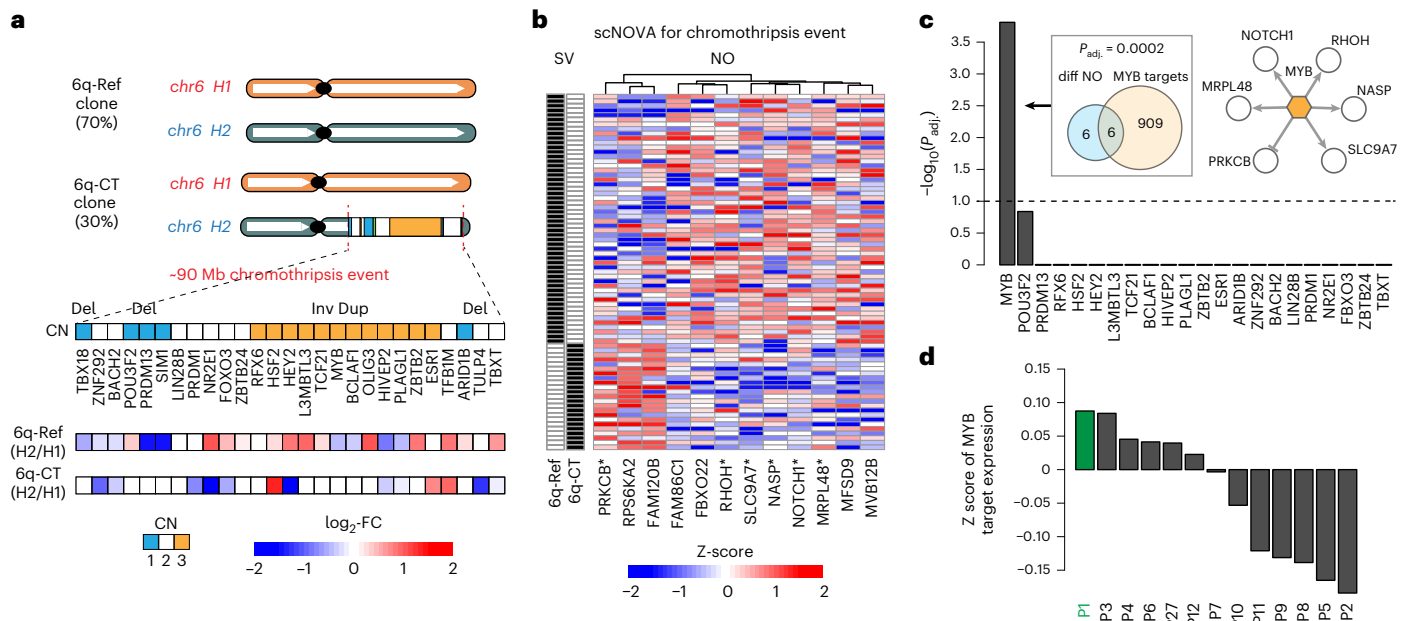 a
6q-Ref
clone
(70%)
chr6 H1
chr6 H2
6q-CT
clone
(30%)
chr6 H1
chr6 H2
~90 Mb chromothripsis event
Del
Del
Inv Dup
Del
CN
TBX18
ZNF292
BACH2
POU3F2
PRDM13
SIM1
LIN28B
PRDM1
NR2E1
FOXO3
ZBTB24
RFX6
HSF2
HEY2
L3MBTL3
TCF21
MYB
BCLAF1
OLIG3
HIVEP2
PLAGL1
ZBTB2
ESR1
TFB1M
ARID1B
TULP4
TBXT
6q-Ref
(H2/H1)
6q-CT
(H2/H1)
CN
1 2 3
log2-FC
−2 −1 0 1 2
b
scNOVA for chromothripsis event
SV
NO
6q-Ref
6q-CT
PRKCB*
RPS6KA2
FAM120B
FAM86C1
FBXO22
RHOH*
SLC9A7*
NASP*
NOTCH1*
MRPL48*
MFSD9
MVB12B
Z-score
−2 −1 0 1 2
c
−log10(Padj.)
3.5
3.0
2.5
2.0
1.5
1.0
0.5
0
Padj. = 0.0002
diff NO
MYB targets
6
6
909
NOTCH1
RHOH
MYB
MRPL48
NASP
PRKCB
SLC9A7
MYB
POU3F2
PRDM13
RFX6
HSF2
HEY2
L3MBTL3
TCF21
BCLAF1
HIVEP2
PLAGL1
ZBTB2
ESR1
ARID1B
ZNF292
BACH2
LIN28B
PRDM1
NR2E1
FBXO3
ZBTB24
TBXT
d
Z score of MYB
target expression
0.15
0.10
0.05
0
−0.05
−0.10
−0.15
P1
P3
P4
P6
P27
P12
P7
P10
P11
P9
P8
P5
P2